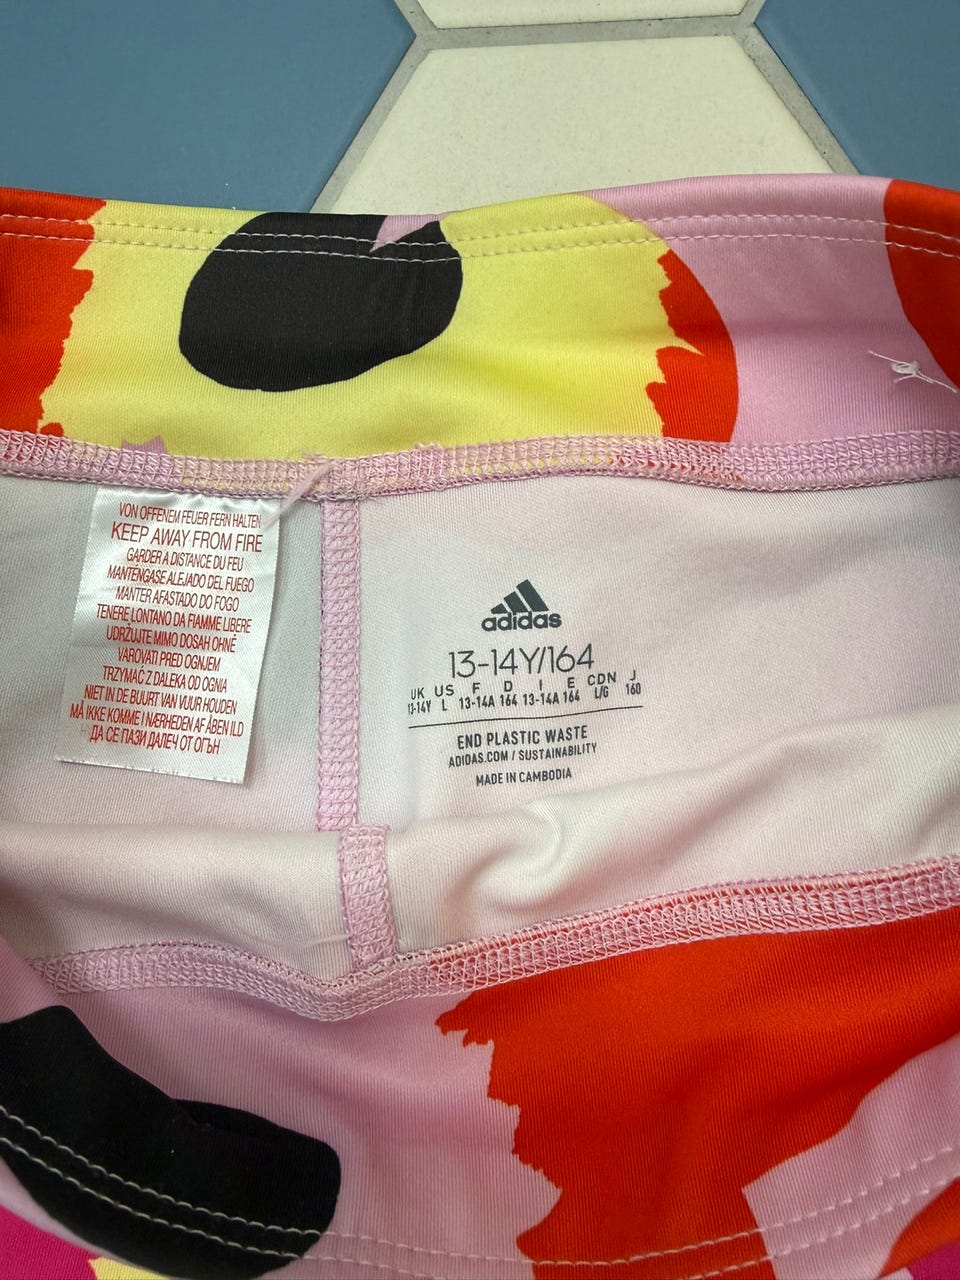 VON OFFENEM FEUER FERN HALTEN
KEEP AWAY FROM FIRE
GARDER A DISTANCE DU FEU
MANTÉNGASE ALEJADO DEL FUEGO
MANTER AFASTADO DO FOGO
TENERE LONTANO DA FIAMME LIBERE
UDRŽUJTE MIMO DOSAH OHNĚ
VAROVATI PRED OGNJEM
TRZYMAĆ Z DALEKA OD OGNIA
NIET IN DE BUURT VAN VUUR HOUDEN
MÅ IKKE KOMME I NÆRHEDEN AF ÅBEN ILD
ДА СЕ ПАЗИ ДАЛЕЧ ОТ ОГЪН
adidas
13-14Y/164
UK US F D I E CDN J
13-14Y L 13-14A 164 13-14A 164 L/G 160
END PLASTIC WASTE
ADIDAS.COM / SUSTAINABILITY
MADE IN CAMBODIA